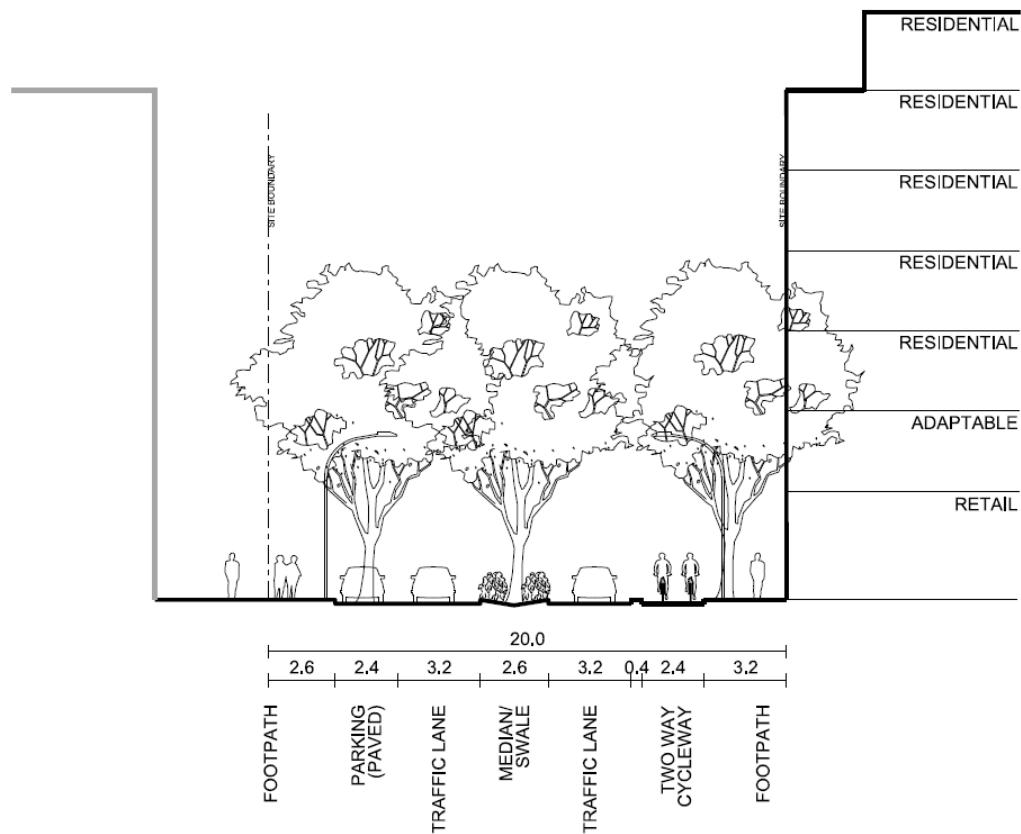 RESIDENTIAL
RESIDENTIAL
SITE BOUNDARY
SITE BOUNDARY
RESIDENTIAL
RESIDENTIAL
RESIDENTIAL
ADAPTABLE
RETAIL
20.0
2.6 2.4 3.2 2.6 3.2 0.4 2.4 3.2
FOOTPATH
PARKING
(PAVED)
TRAFFIC LANE
MEDIAN/
SWALE
TRAFFIC LANE
TWO WAY
CYCLEWAY
FOOTPATH